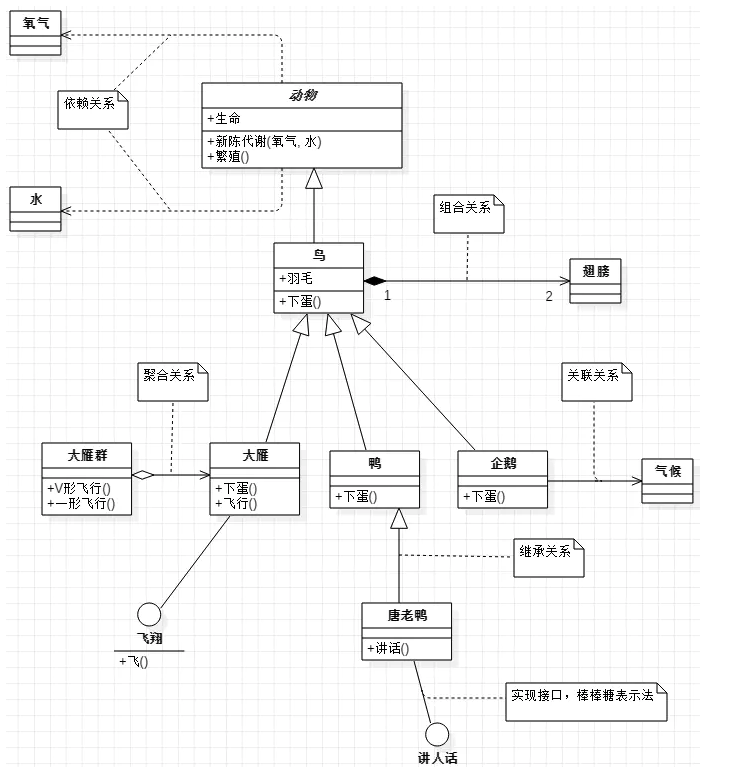 氧气
动物
依赖关系
+生命
+新陈代谢(氧气, 水)
+繁殖()
水
组合关系
鸟
+羽毛
+下蛋()
1
2
翅膀
聚合关系
关联关系
大雁群
+V形飞行()
+一形飞行()
大雁
+下蛋()
+飞行()
鸭
+下蛋()
企鹅
+下蛋()
气候
继承关系
飞翔
+飞()
唐老鸭
+讲话()
实现接口，棒棒糖表示法
讲人话